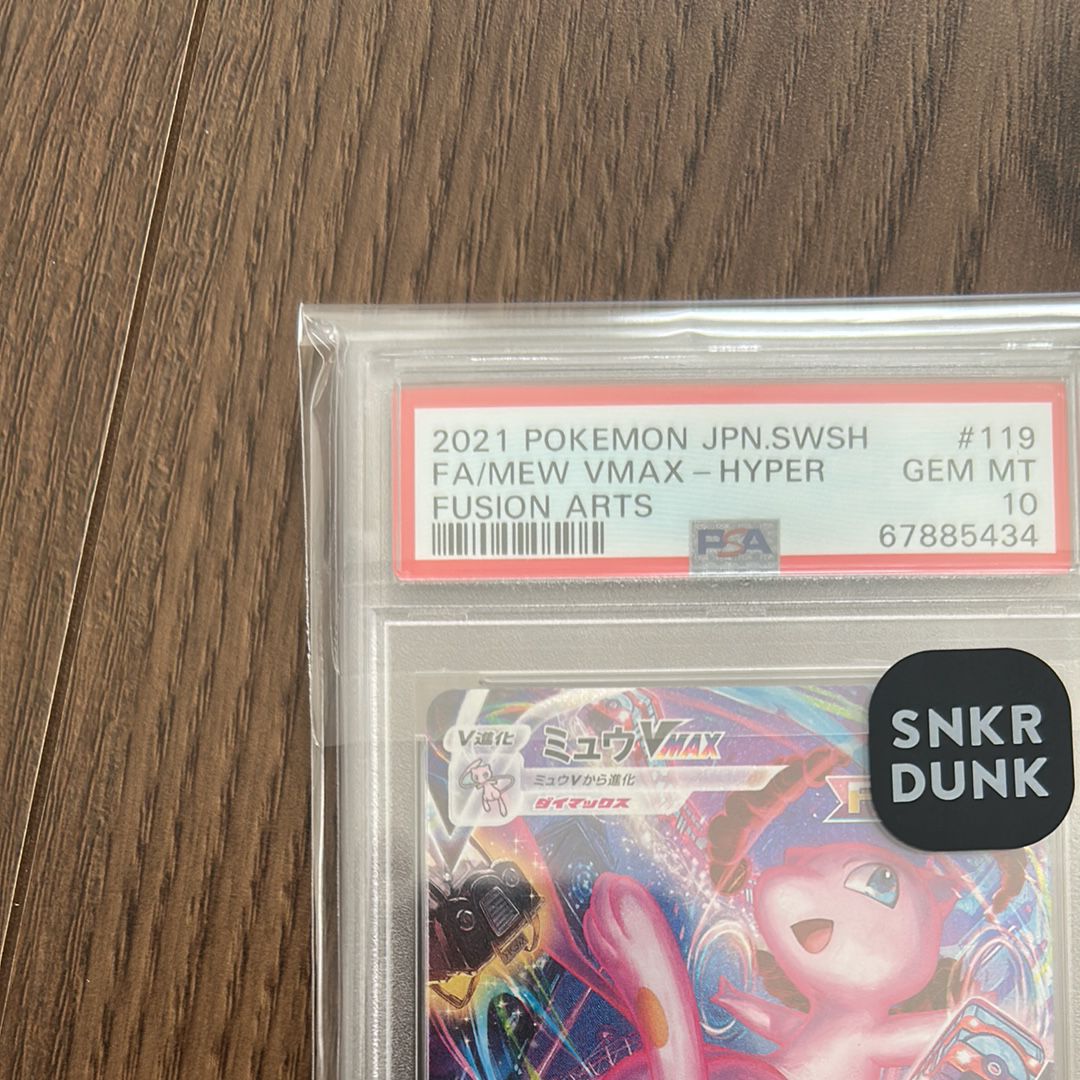 2021 POKEMON JPN.SWSH #119
FA/MEW VMAX-HYPER GEM MT
FUSION ARTS 10
PSA 67885434
V進化 ミュウVMAX
ミュウVから進化
ダイマックス
SNKR
DUNK